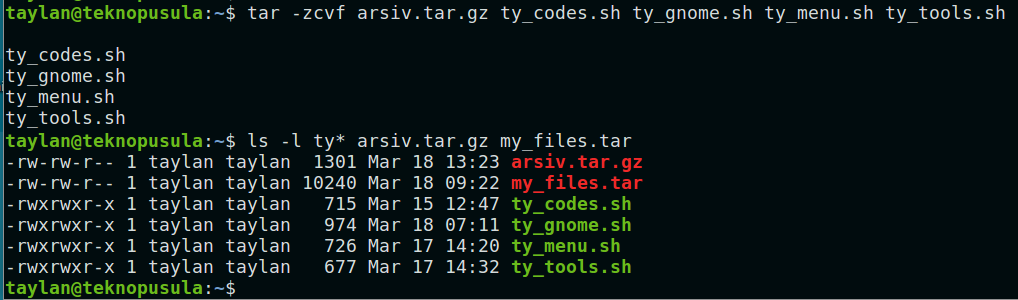 taylan@teknopusula:~$ tar -zcvf arsiv.tar.gz ty_codes.sh ty_gnome.sh ty_menu.sh ty_tools.sh
ty_codes.sh
ty_gnome.sh
ty_menu.sh
ty_tools.sh
taylan@teknopusula:~$ ls -l ty* arsiv.tar.gz my_files.tar
-rw-rw-r-- 1 taylan taylan  1301 Mar 18 13:23 arsiv.tar.gz
-rw-rw-r-- 1 taylan taylan 10240 Mar 18 09:22 my_files.tar
-rwxrwxr-x 1 taylan taylan   715 Mar 15 12:47 ty_codes.sh
-rwxrwxr-x 1 taylan taylan   974 Mar 18 07:11 ty_gnome.sh
-rwxrwxr-x 1 taylan taylan   726 Mar 17 14:20 ty_menu.sh
-rwxrwxr-x 1 taylan taylan   677 Mar 17 14:32 ty_tools.sh
taylan@teknopusula:~$